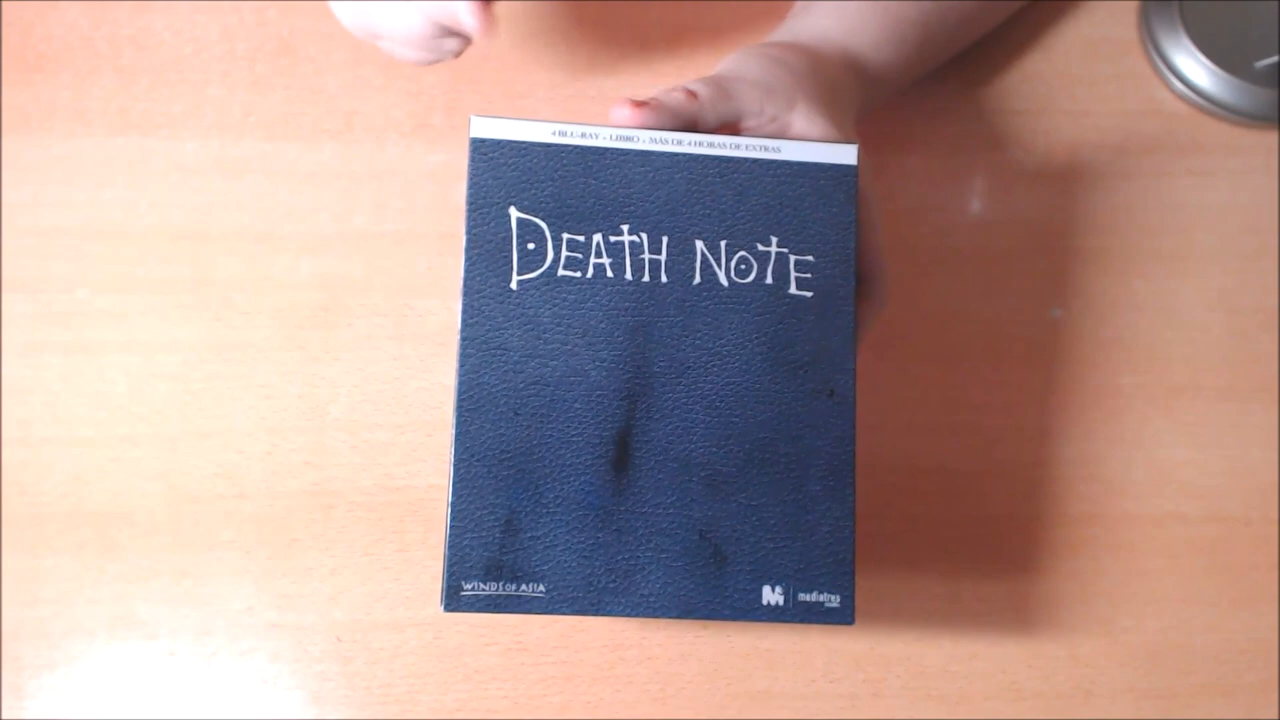 4 BLU-RAY + LIBRO + MÁS DE 4 HORAS DE EXTRAS
DEATH NOTE
WINDS OF ASIA
mediatres